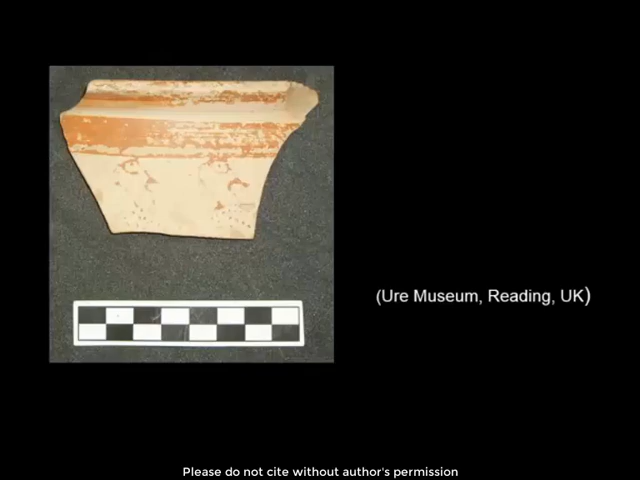 (Ure Museum, Reading, UK)
Please do not cite without author's permission